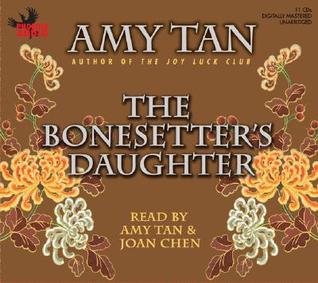 11 CDs
DIGITALLY MASTERED
UNABRIDGED
AMY TAN
AUTHOR OF THE JOY LUCK CLUB
THE
BONESETTER'S
DAUGHTER
READ BY
AMY TAN &
JOAN CHEN